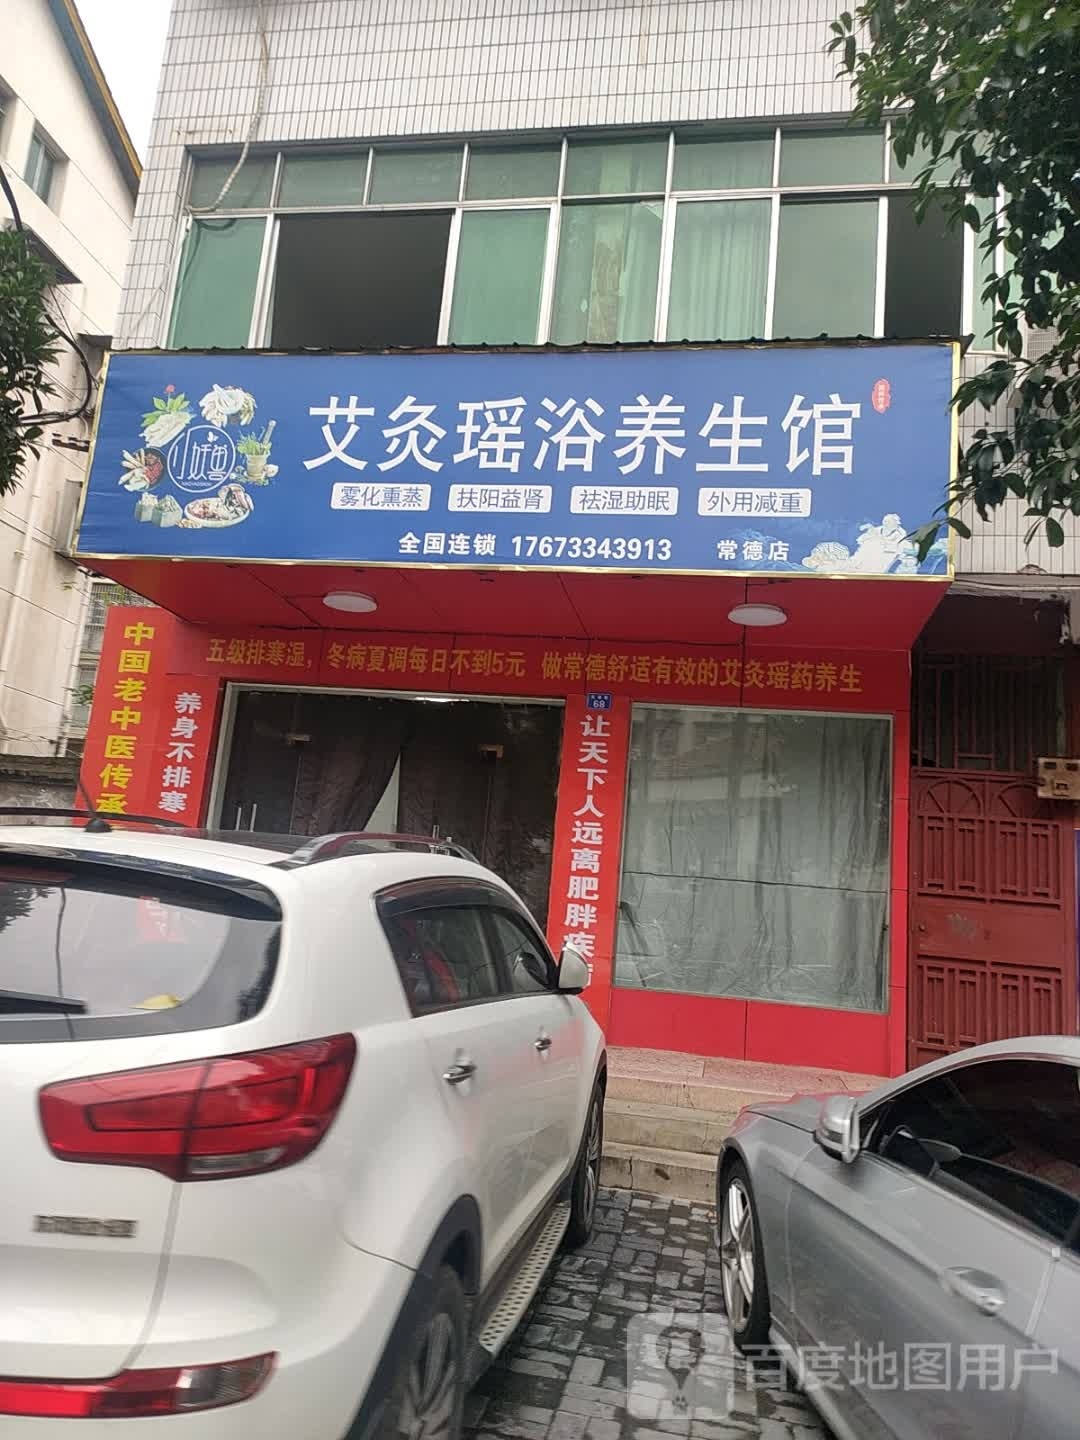 小妖兽
艾灸瑶浴养生馆
雾化熏蒸 扶阳益肾 祛湿助眠 外用减重
全国连锁 17673343913 常德店
五级排寒湿，冬病夏调每日不到5元 做常德舒适有效的艾灸瑶药养生
中国老中医传承
养身不排寒
68
让天下人远离肥胖疾
百度地图用户